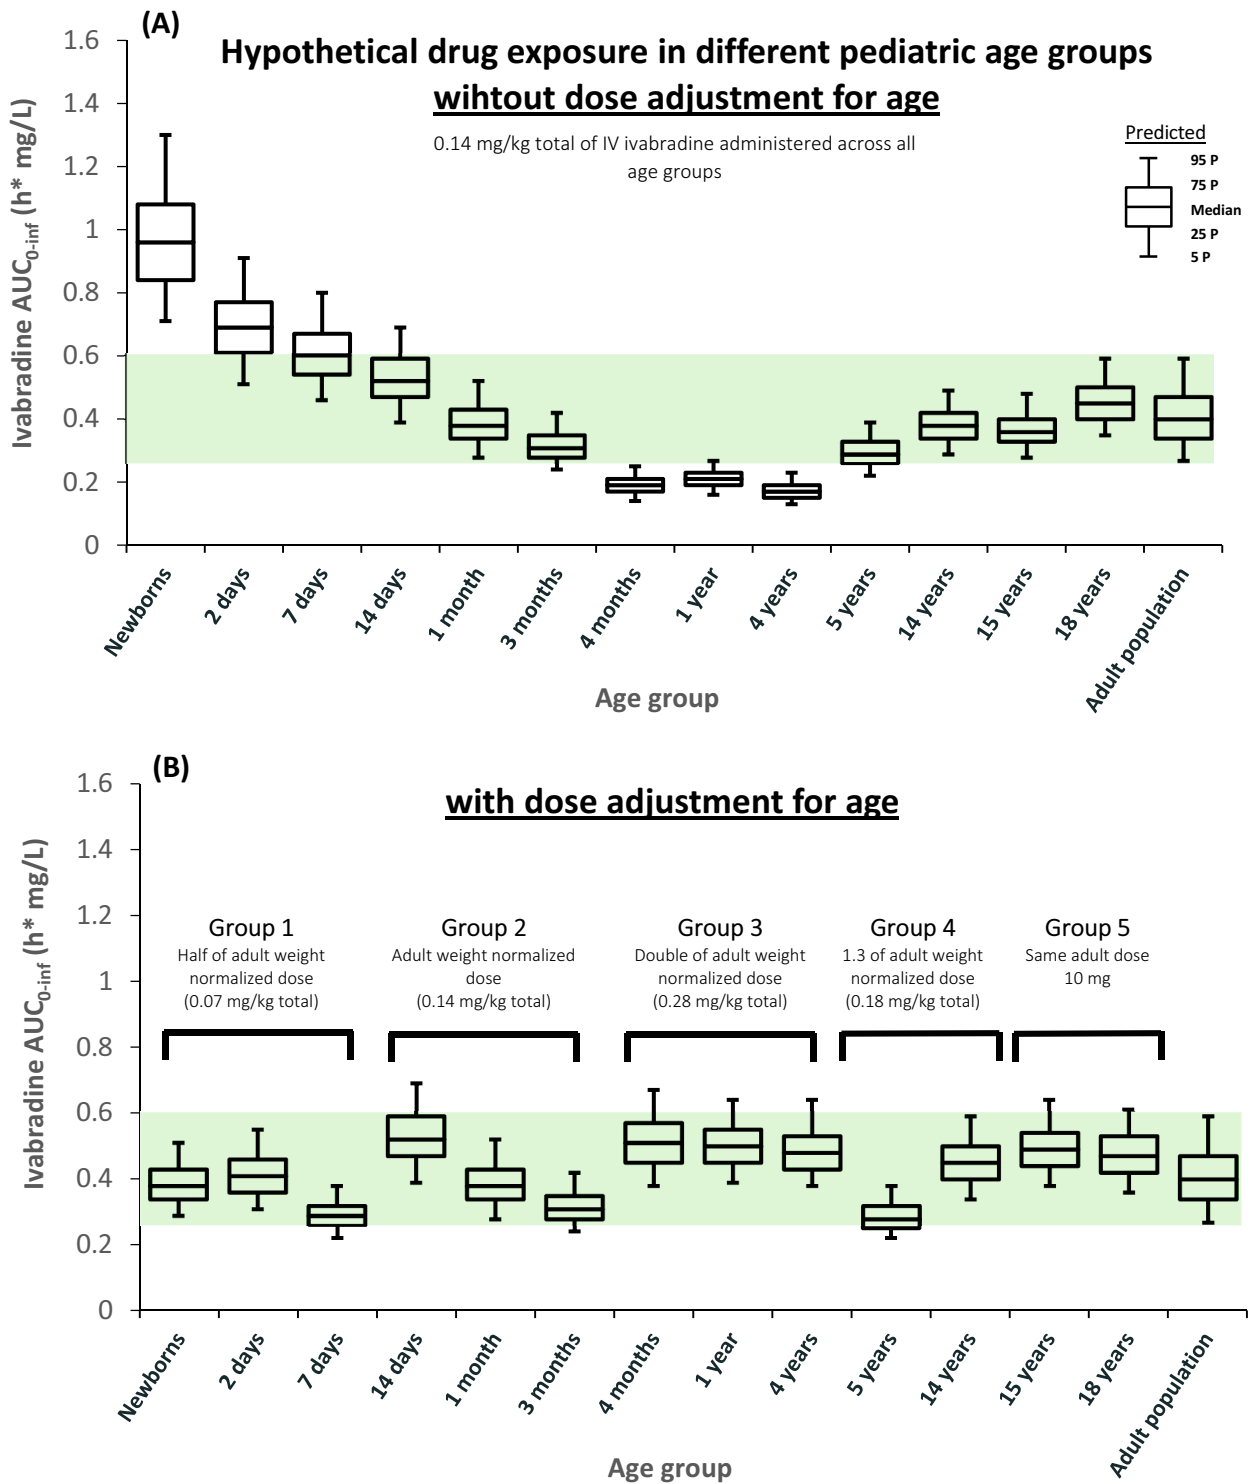 (A)
Hypothetical drug exposure in different pediatric age groups
wihtout dose adjustment for age
0.14 mg/kg total of IV ivabradine administered across all
age groups
Predicted
95 P
75 P
Median
25 P
5 P
Ivabradine AUC0-inf (h* mg/L)
1.6
1.4
1.2
1
0.8
0.6
0.4
0.2
0
Newborns
2 days
7 days
14 days
1 month
3 months
4 months
1 year
4 years
5 years
14 years
15 years
18 years
Adult population
Age group
(B)
with dose adjustment for age
Ivabradine AUC0-inf (h* mg/L)
1.6
1.4
1.2
1
0.8
0.6
0.4
0.2
0
Group 1
Half of adult weight
normalized dose
(0.07 mg/kg total)
Group 2
Adult weight normalized
dose
(0.14 mg/kg total)
Group 3
Double of adult weight
normalized dose
(0.28 mg/kg total)
Group 4
1.3 of adult weight
normalized dose
(0.18 mg/kg total)
Group 5
Same adult dose
10 mg
Newborns
2 days
7 days
14 days
1 month
3 months
4 months
1 year
4 years
5 years
14 years
15 years
18 years
Adult population
Age group